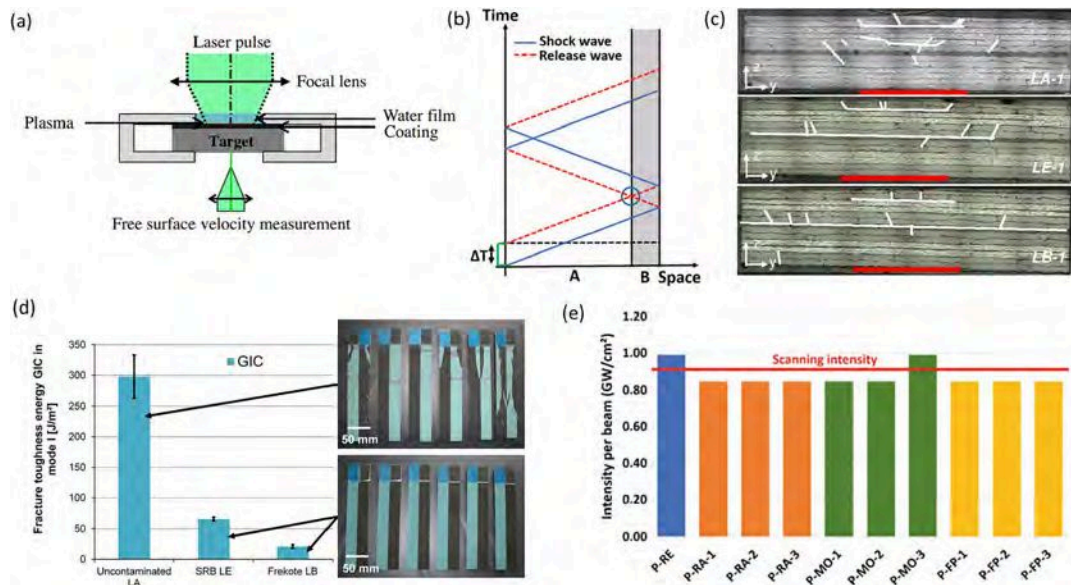 (a)
Laser pulse
Focal lens
Plasma
Water film
Coating
Target
Free surface velocity measurement
(b)
Time
Shock wave
Release wave
ΔT
A
B
Space
(c)
z
y
LA-1
z
y
LE-1
z
y
LB-1
(d)
Fracture toughness energy GIC in
mode I [J/m²]
350
300
250
200
150
100
50
0
GIC
Uncontaminated
LA
SRB LE
Frekote LB
50 mm
50 mm
(e)
Intensity per beam (GW/cm²)
1.20
1.00
0.80
0.60
0.40
0.20
0.00
Scanning intensity
P-RE
P-RA-1
P-RA-2
P-RA-3
P-MO-1
P-MO-2
P-MO-3
P-FP-1
P-FP-2
P-FP-3